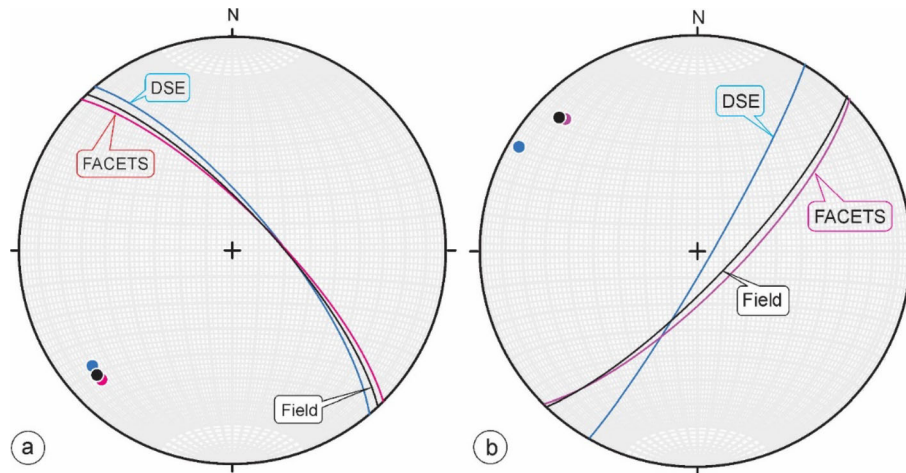 N
DSE
FACETS
Field
a
N
DSE
FACETS
Field
b